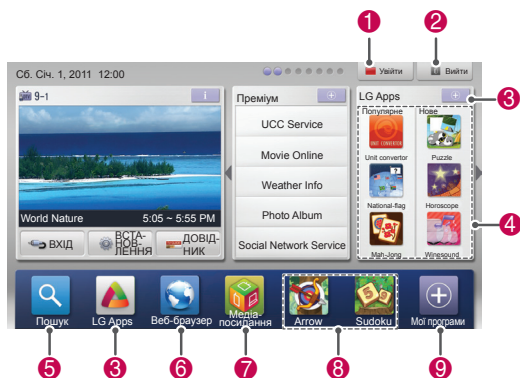 1
2
Сб. Січ. 1, 2011 12:00
Увійти
Вийти
9-1
i
Преміум
LG Apps
3
Популярне
Нове
UCC Service
UNIT CONVERTOR
Unit convertor
Puzzle
Movie Online
Weather Info
National-flag
Horoscope
4
World Nature
5:05 ~ 5:55 PM
Photo Album
ВХІД
ВСТА-
НОВ-
ЛЕННЯ
ДОВІД-
НИК
Social Network Service
Mah-Jong
Winesound
Пошук
LG Apps
Веб-браузер
Медіа-
посидання
Arrow
Sudoku
Мої програми
5
3
6
7
8
9